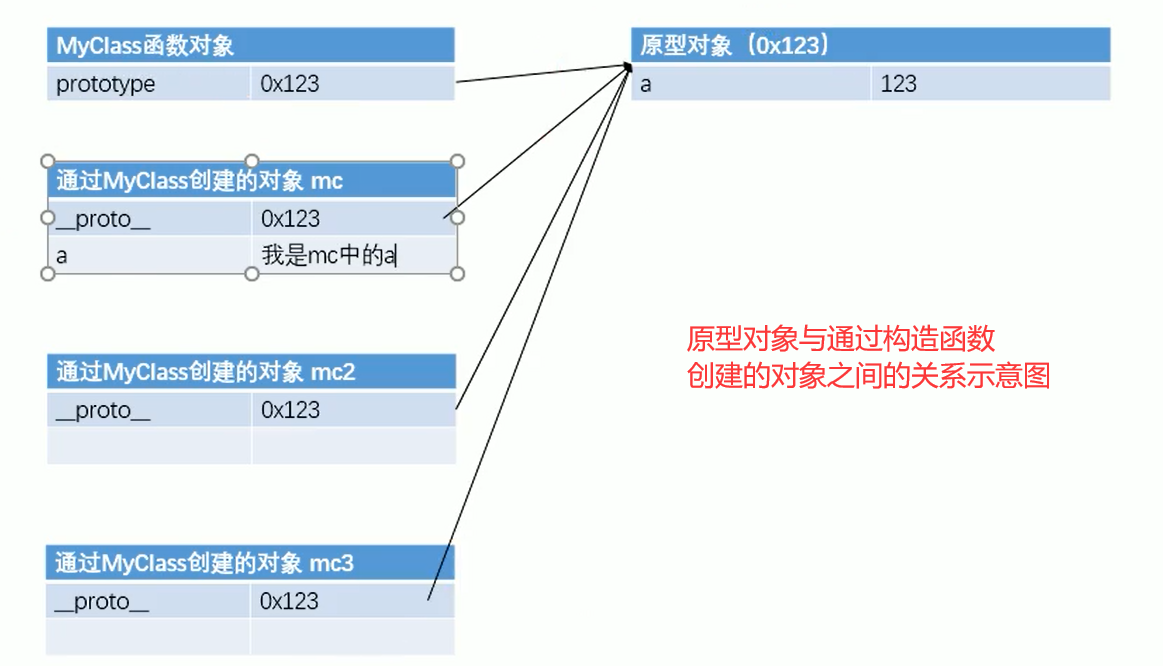 MyClass函数对象
prototype 0x123
原型对象（0x123）
a 123
通过MyClass创建的对象 mc
__proto__ 0x123
a 我是mc中的a
通过MyClass创建的对象 mc2
__proto__ 0x123
原型对象与通过构造函数
创建的对象之间的关系示意图
通过MyClass创建的对象 mc3
__proto__ 0x123